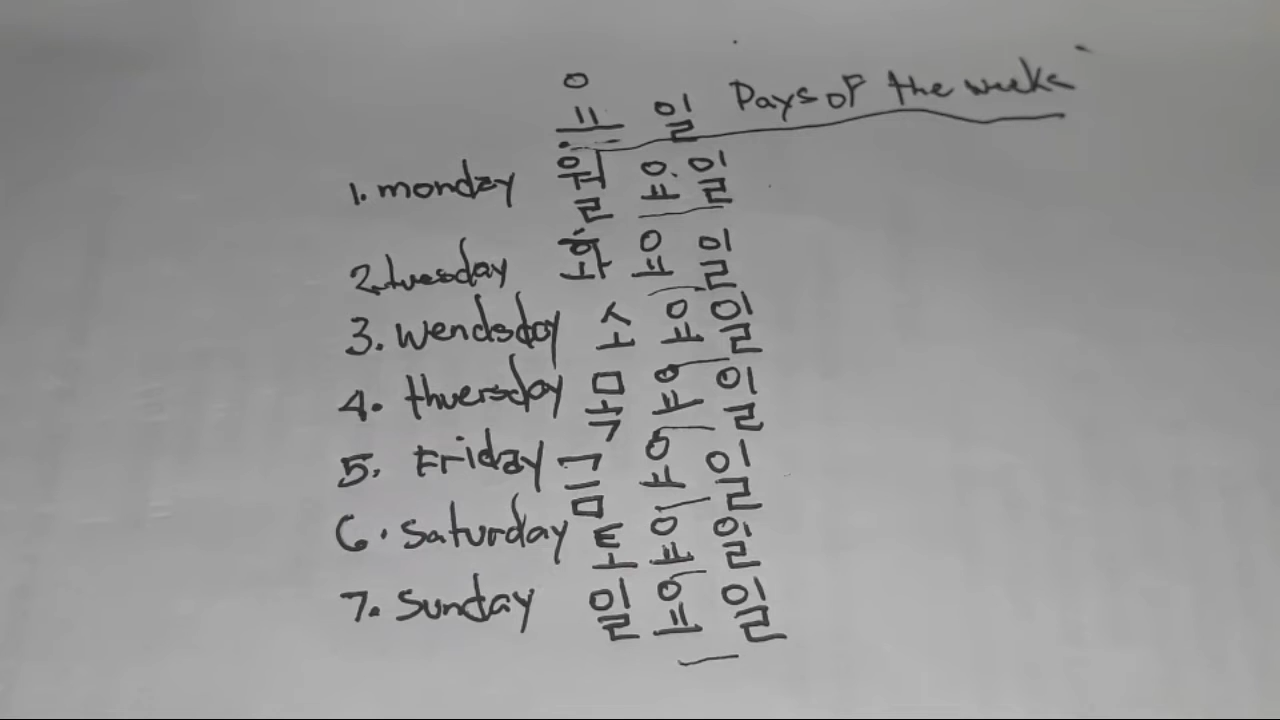 요일 Days of the weeks
1. monday 월요일
2. tuesday 화요일
3. wendsday 수요일
4. thuersday 목요일
5. Friday 금요일
6. saturday 토요일
7. sunday 일요일